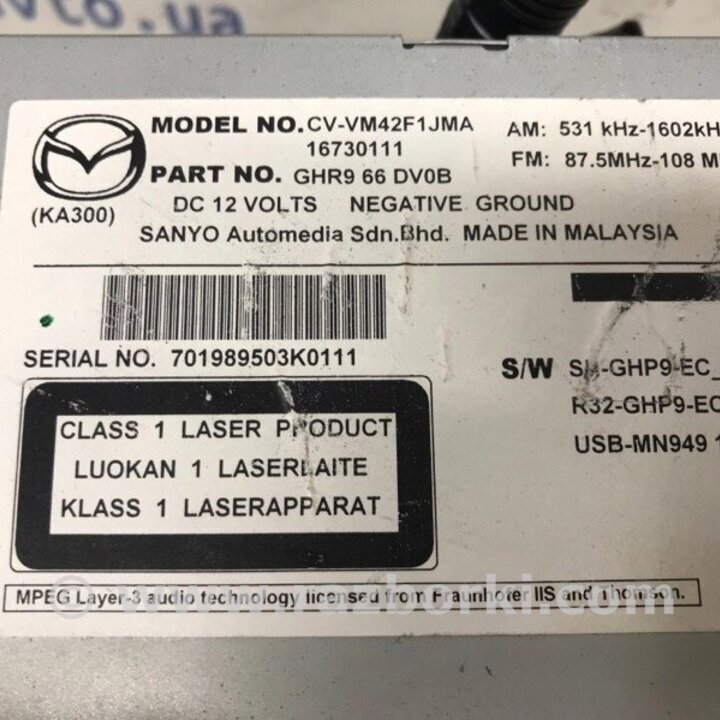 MODEL NO. CV-VM42F1JMA
16730111
PART NO. GHR9 66 DV0B
(KA300)
DC 12 VOLTS NEGATIVE GROUND
SANYO Automedia Sdn.Bhd. MADE IN MALAYSIA
AM: 531 kHz-1602kH
FM: 87.5MHz-108 M
SERIAL NO. 701989503K0111
S/W
-GHP9-EC_
R32-GHP9-EC
USB-MN949 1
CLASS 1 LASER PRODUCT
LUOKAN 1 LASERLAITE
KLASS 1 LASERAPPARAT
MPEG Layer-3 audio technology licensed from Fraunhofer IIS and Thomson.